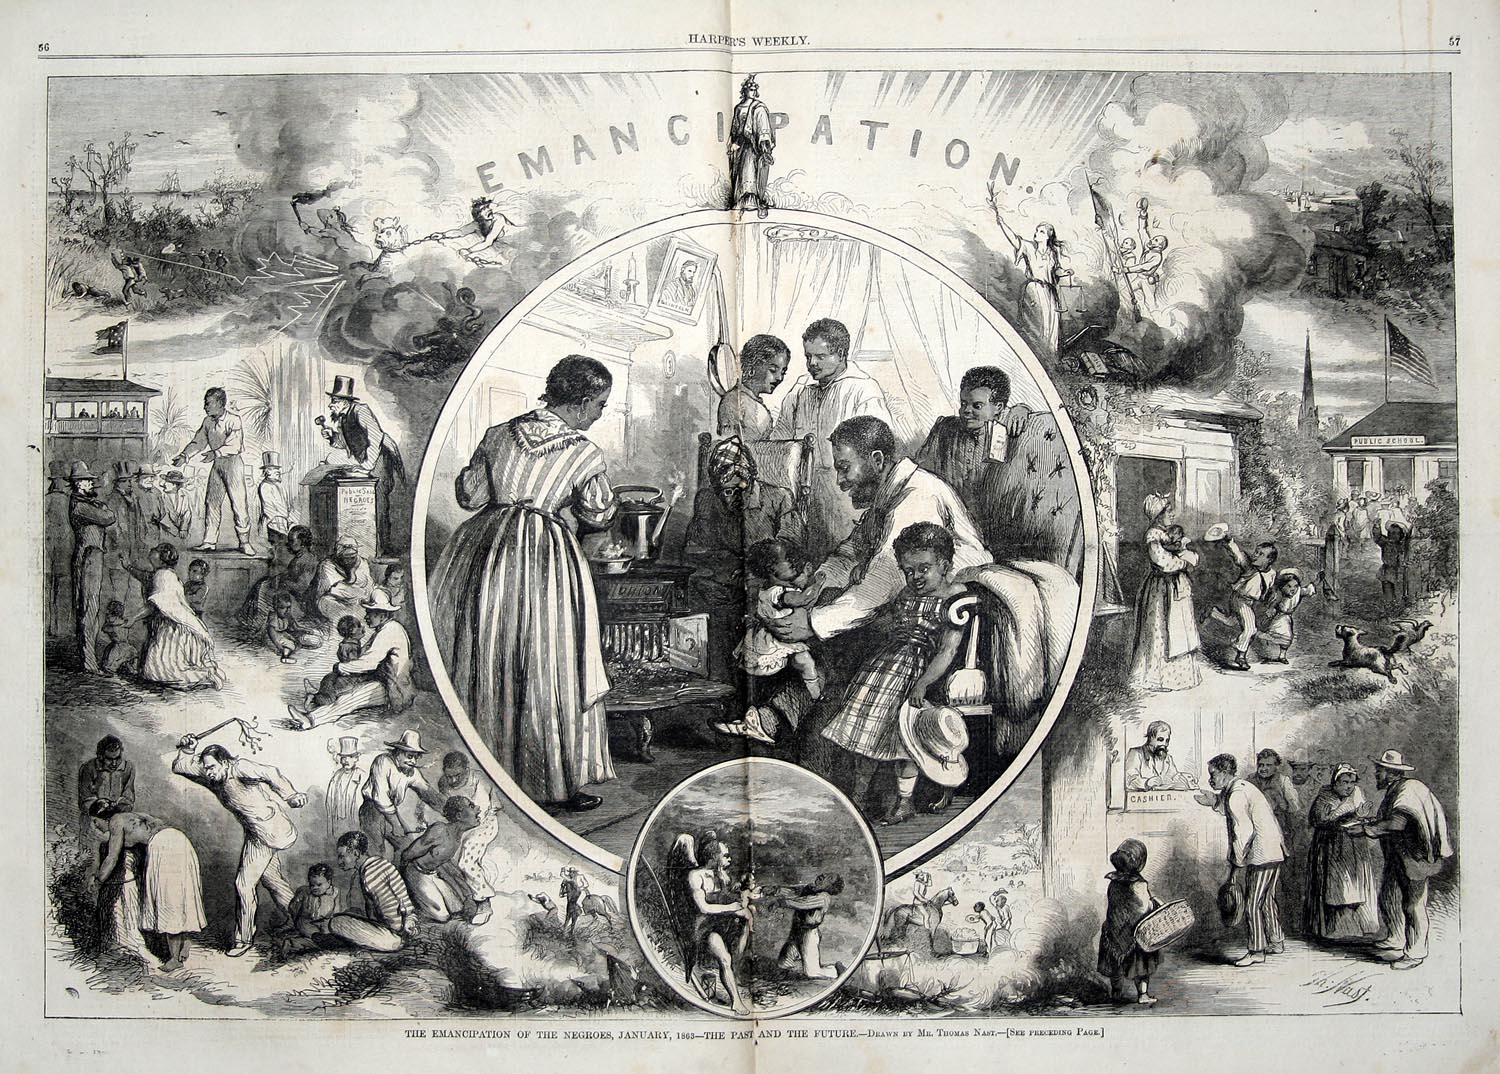 56
HARPER'S WEEKLY.
57
EMANCIPATION.
LINCOLN
PUBLIC SALE
NEGROES
UNION
PUBLIC SCHOOL.
CASHIER.
Th: Nast.
THE EMANCIPATION OF THE NEGROES, JANUARY, 1863—THE PAST AND THE FUTURE.—Drawn by Mr. Thomas Nast.—[See preceding Page.]